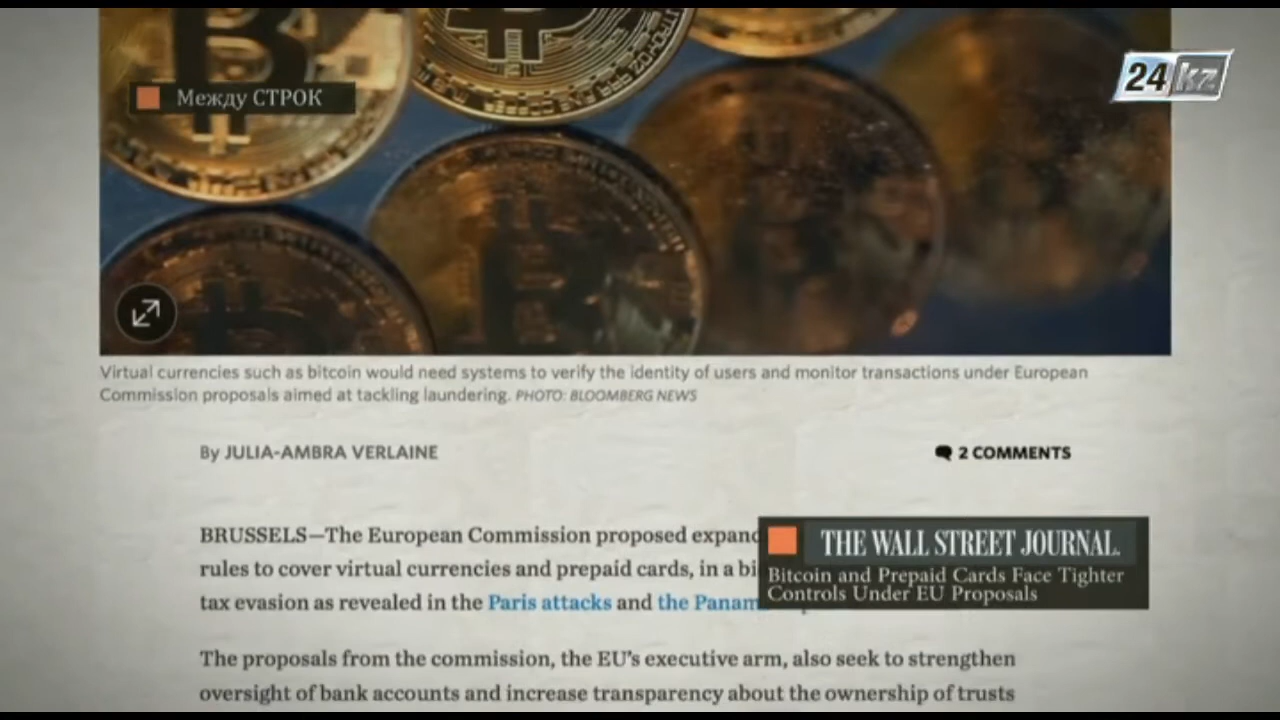 Между СТРОК
24 kz
Virtual currencies such as bitcoin would need systems to verify the identity of users and monitor transactions under European
Commission proposals aimed at tackling laundering. PHOTO: BLOOMBERG NEWS
By JULIA-AMBRA VERLAINE
2 COMMENTS
BRUSSELS—The European Commission proposed
rules to cover virtual currencies and prepaid cards, in a
tax evasion as revealed in the Paris attacks and the
THE WALL STREET JOURNAL.
Bitcoin and Prepaid Cards Face Tighter
Controls Under EU Proposals
The proposals from the commission, the EU's executive arm, also seek to strengthen
oversight of bank accounts and increase transparency about the ownership of trusts